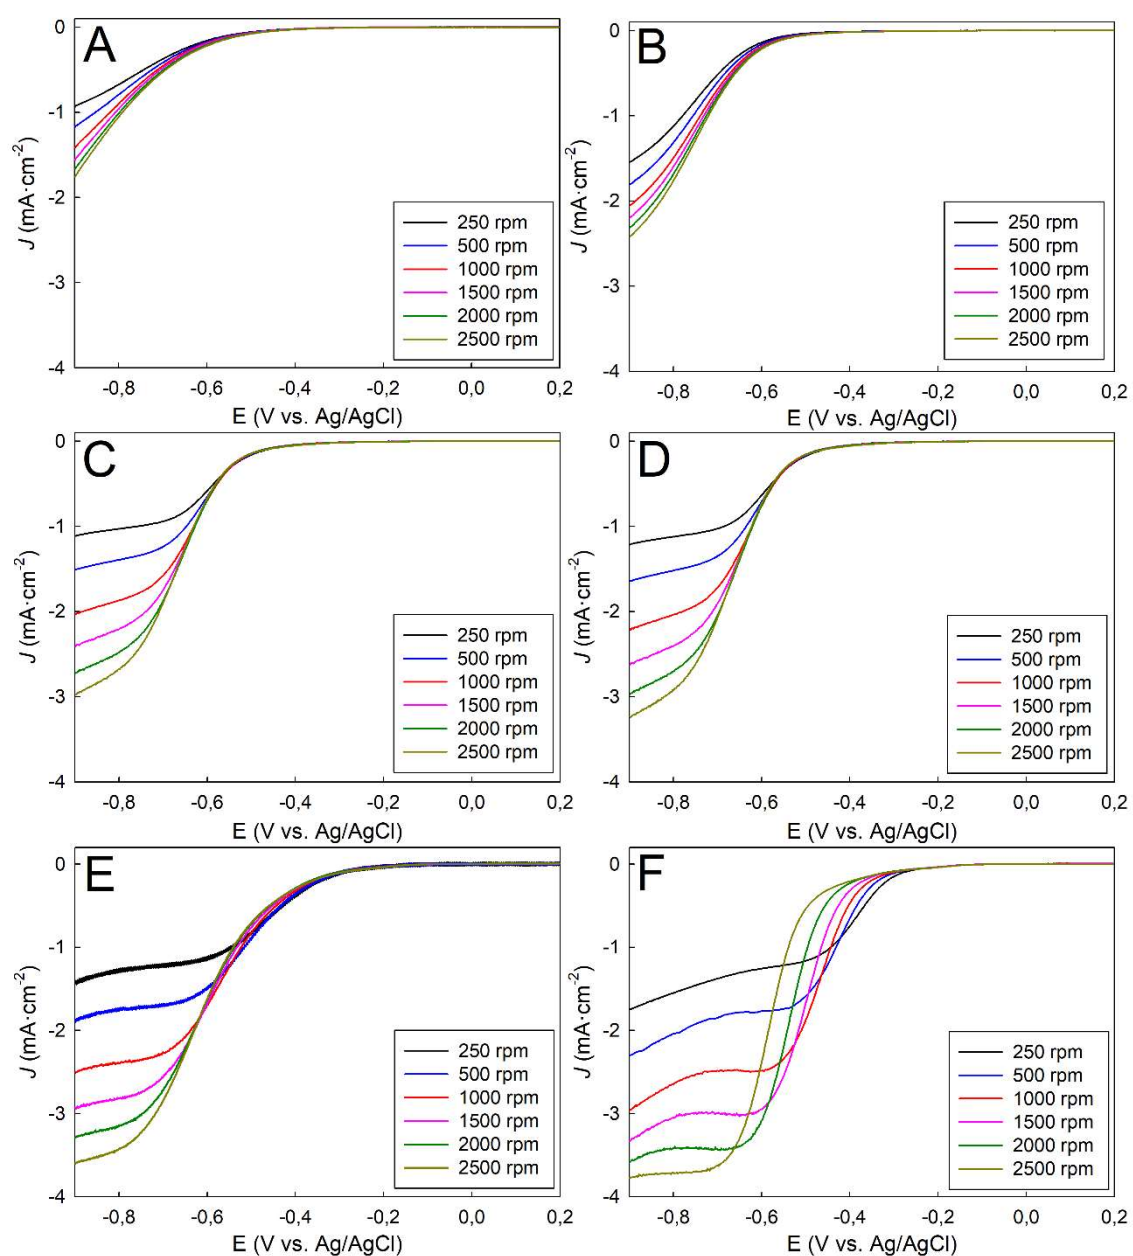 A
0
-1
-2
-3
-4
J (mA·cm-2)
250 rpm
500 rpm
1000 rpm
1500 rpm
2000 rpm
2500 rpm
-0,8 -0,6 -0,4 -0,2 0,0 0,2
E (V vs. Ag/AgCl)
B
0
-1
-2
-3
-4
J (mA·cm-2)
250 rpm
500 rpm
1000 rpm
1500 rpm
2000 rpm
2500 rpm
-0,8 -0,6 -0,4 -0,2 0,0 0,2
E (V vs. Ag/AgCl)
C
0
-1
-2
-3
-4
J (mA·cm-2)
250 rpm
500 rpm
1000 rpm
1500 rpm
2000 rpm
2500 rpm
-0,8 -0,6 -0,4 -0,2 0,0 0,2
E (V vs. Ag/AgCl)
D
0
-1
-2
-3
-4
J (mA·cm-2)
250 rpm
500 rpm
1000 rpm
1500 rpm
2000 rpm
2500 rpm
-0,8 -0,6 -0,4 -0,2 0,0 0,2
E (V vs. Ag/AgCl)
E
0
-1
-2
-3
-4
J (mA·cm-2)
250 rpm
500 rpm
1000 rpm
1500 rpm
2000 rpm
2500 rpm
-0,8 -0,6 -0,4 -0,2 0,0 0,2
E (V vs. Ag/AgCl)
F
0
-1
-2
-3
-4
J (mA·cm-2)
250 rpm
500 rpm
1000 rpm
1500 rpm
2000 rpm
2500 rpm
-0,8 -0,6 -0,4 -0,2 0,0 0,2
E (V vs. Ag/AgCl)